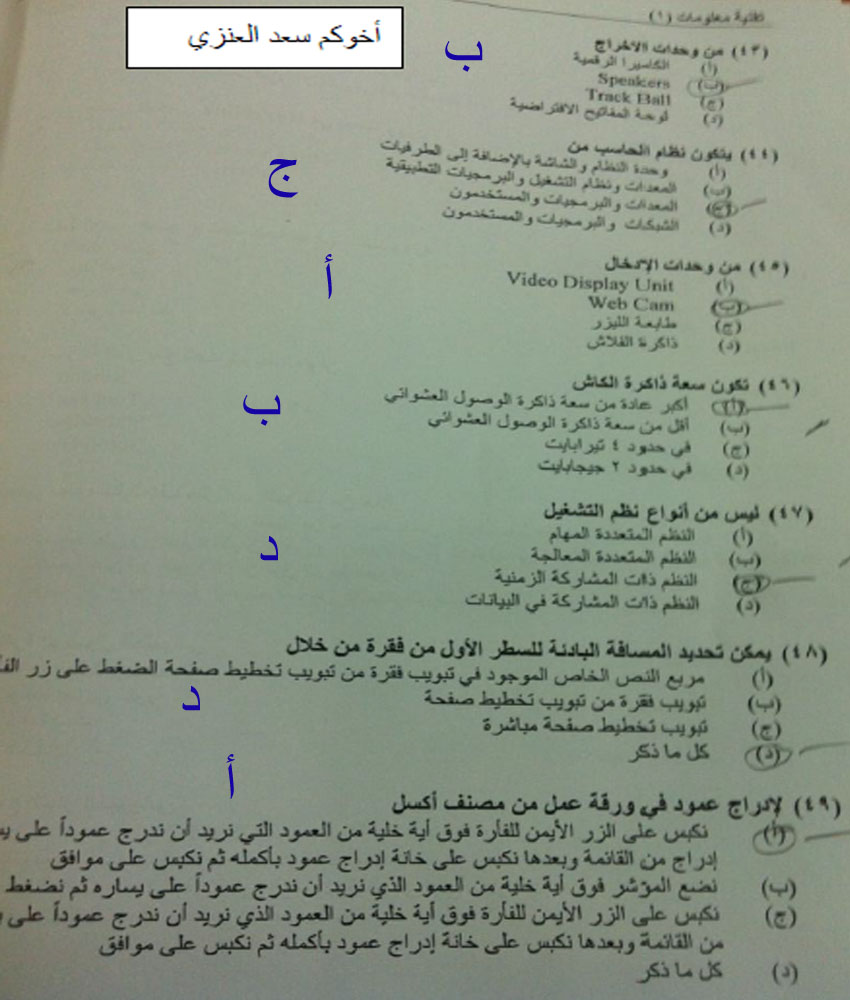 تقنية معلومات (١)
أخوكم سعد العنزي
(٤٣) من وحدات الاخراج
ب
(أ) الكاميرا الرقمية
(ب) Speakers
(ج) Track Ball
(د) لوحة المفاتيح الافتراضية
(٤٤) يتكون نظام الحاسب من
ج
(أ) وحدة النظام والشاشة بالإضافة إلى الطرفيات
(ب) المعدات ونظام التشغيل والبرمجيات التطبيقية
(ج) المعدات والبرمجيات والمستخدمون
(د) الشبكات والبرمجيات والمستخدمون
(٤٥) من وحدات الإدخال
أ
(أ) Video Display Unit
(ب) Web Cam
(ج) طابعة الليزر
(د) ذاكرة الفلاش
(٤٦) تكون سعة ذاكرة الكاش
ب
(أ) أكبر عادة من سعة ذاكرة الوصول العشوائي
(ب) أقل من سعة ذاكرة الوصول العشوائي
(ج) في حدود ٤ تيرابايت
(د) في حدود ٢ جيجابايت
(٤٧) ليس من أنواع نظم التشغيل
د
(أ) النظم المتعددة المهام
(ب) النظم المتعددة المعالجة
(ج) النظم ذات المشاركة الزمنية
(د) النظم ذات المشاركة في البيانات
(٤٨) يمكن تحديد المسافة البادئة للسطر الأول من فقرة من خلال
(أ) مربع النص الخاص الموجود في تبويب فقرة من تبويب تخطيط صفحة الضغط على زر
د
(ب) تبويب فقرة من تبويب تخطيط صفحة
(ج) تبويب تخطيط صفحة مباشرة
(د) كل ما ذكر
أ
(٤٩) لإدراج عمود في ورقة عمل من مصنف أكسل
(أ) نكبس على الزر الأيمن للفأرة فوق أية خلية من العمود التي نريد أن ندرج عموداً على
إدراج من القائمة وبعدها نكبس على خانة إدراج عمود بأكمله ثم نكبس على موافق
(ب) نضع المؤشر فوق أية خلية من العمود الذي نريد أن ندرج عموداً على يساره ثم نضغط
(ج) نكبس على الزر الأيمن للفأرة فوق أية خلية من العمود الذي نريد أن ندرج عموداً على
من القائمة وبعدها نكبس على خانة إدراج عمود بأكمله ثم نكبس على موافق
(د) كل ما ذكر